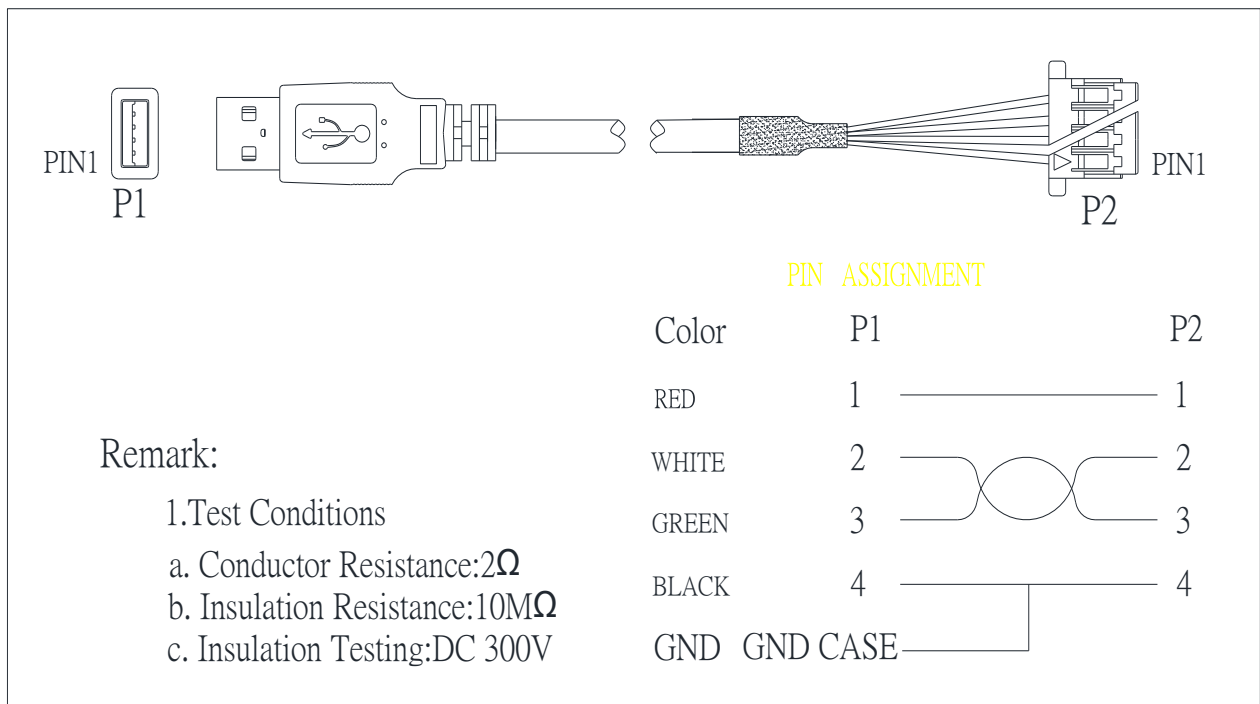 PIN1
P1
PIN1
P2
PIN ASSIGNMENT
Color P1 P2
RED 1 1
WHITE 2 2
GREEN 3 3
BLACK 4 4
GND GND CASE
Remark:
1.Test Conditions
a. Conductor Resistance:2Ω
b. Insulation Resistance:10MΩ
c. Insulation Testing:DC 300V